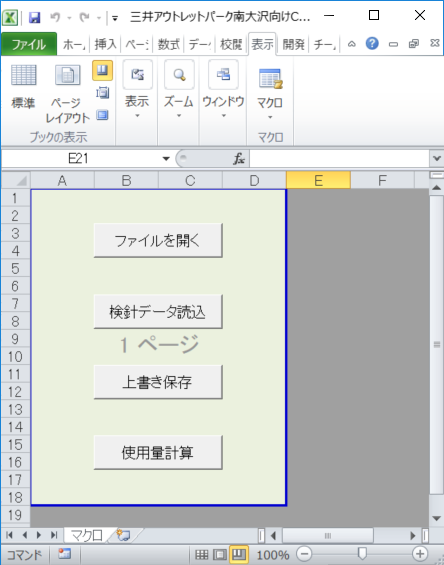 三井アウトレットパーク南大沢向けC...
ファイル ホー. 挿入 ペー 数式 デー 校閲 表示 開発 チー.
標準 ページ レイアウト 表示 ズーム ウィンドウ マクロ
ブックの表示 マクロ
E21 fx
A B C D E F
1
2
3
ファイルを開く
4
5
6
7
検針データ読込
8
9
1 ページ
10
11
上書き保存
12
13
14
15
使用量計算
16
17
18
19
マクロ
コマンド 100%